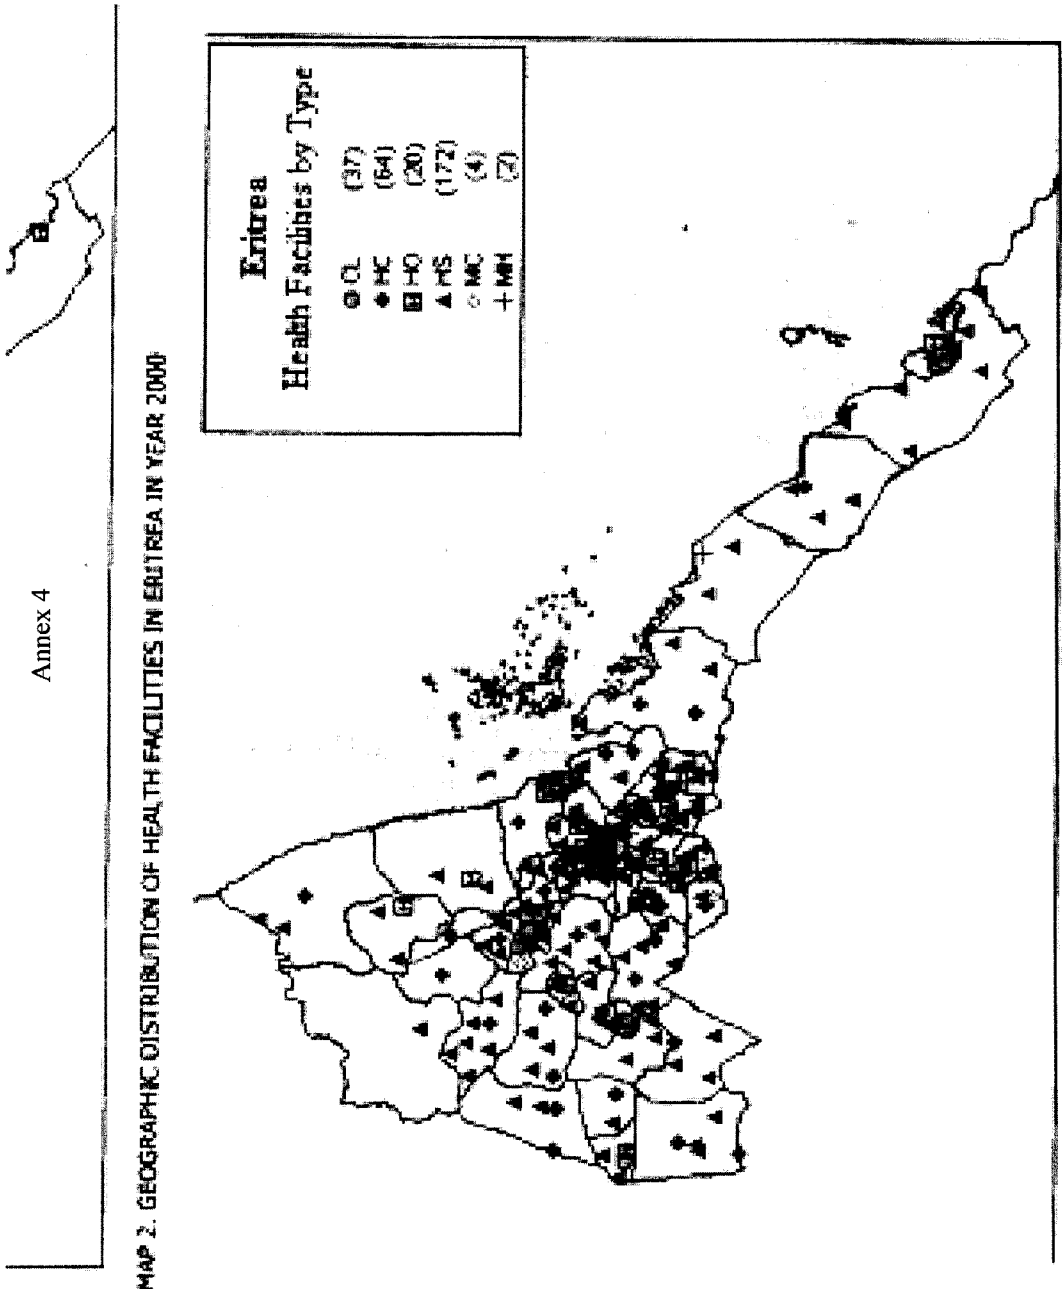 Annex 4
MAP 2. GEOGRAPHIC DISTRIBUTION OF HEALTH FACILITIES IN ERITREA IN YEAR 2000
Eritrea
Health Facilities by Type
CL (37)
HC (64)
HO (20)
HS (172)
MC (4)
MH (2)